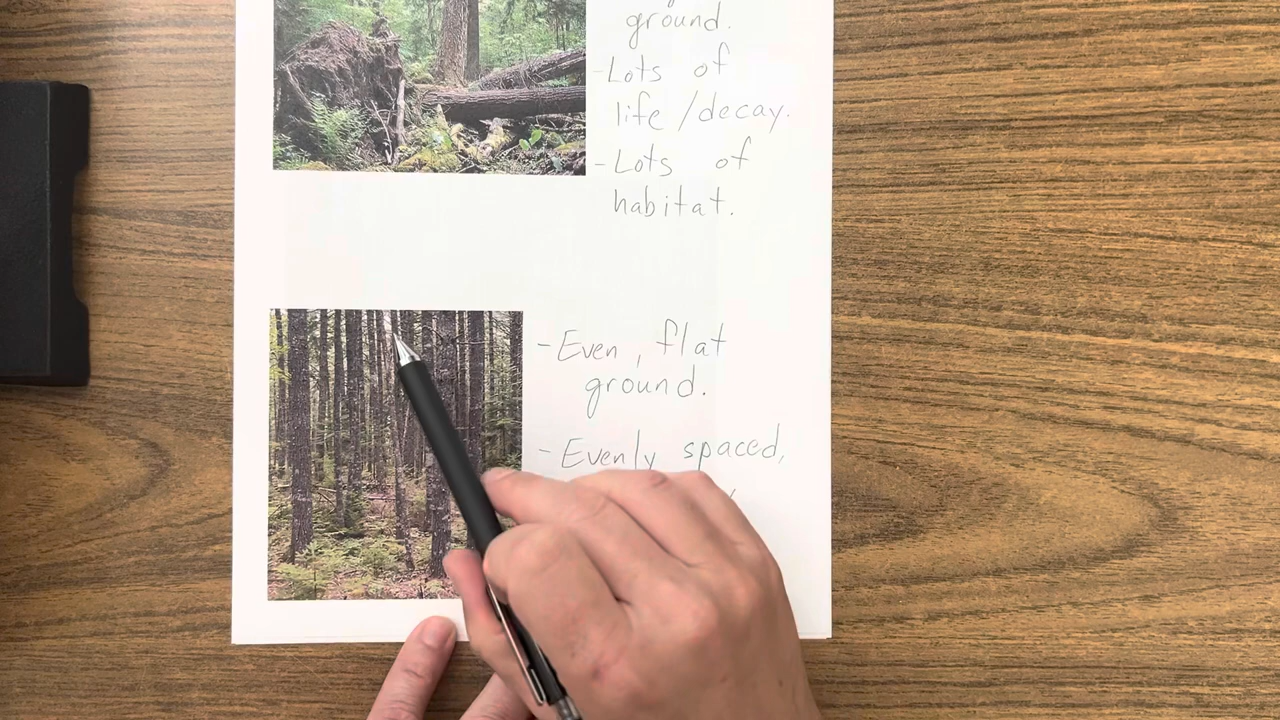 ground.
-Lots of
life/decay.
-Lots of
habitat.
-Even, flat
ground.
-Evenly spaced,